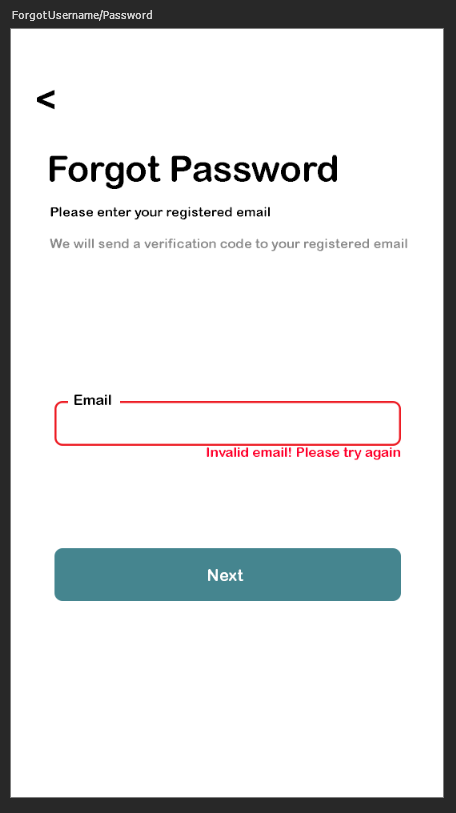 ForgotUsername/Password
<
Forgot Password
Please enter your registered email
We will send a verification code to your registered email
Email
Invalid email! Please try again
Next